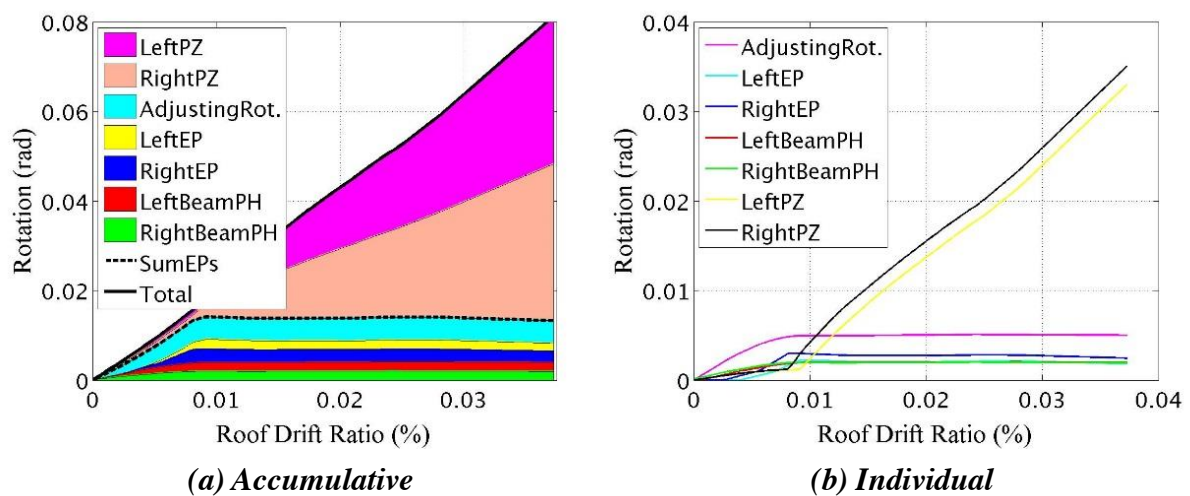 0.08
0.06
0.04
0.02
0
Rotation (rad)
LeftPZ
RightPZ
AdjustingRot.
LeftEP
RightEP
LeftBeamPH
RightBeamPH
SumEPs
Total
0
0.01
0.02
0.03
Roof Drift Ratio (%)
(a) Accumulative
0.04
0.03
0.02
0.01
0
Rotation (rad)
AdjustingRot.
LeftEP
RightEP
LeftBeamPH
RightBeamPH
LeftPZ
RightPZ
0
0.01
0.02
0.03
0.04
Roof Drift Ratio (%)
(b) Individual